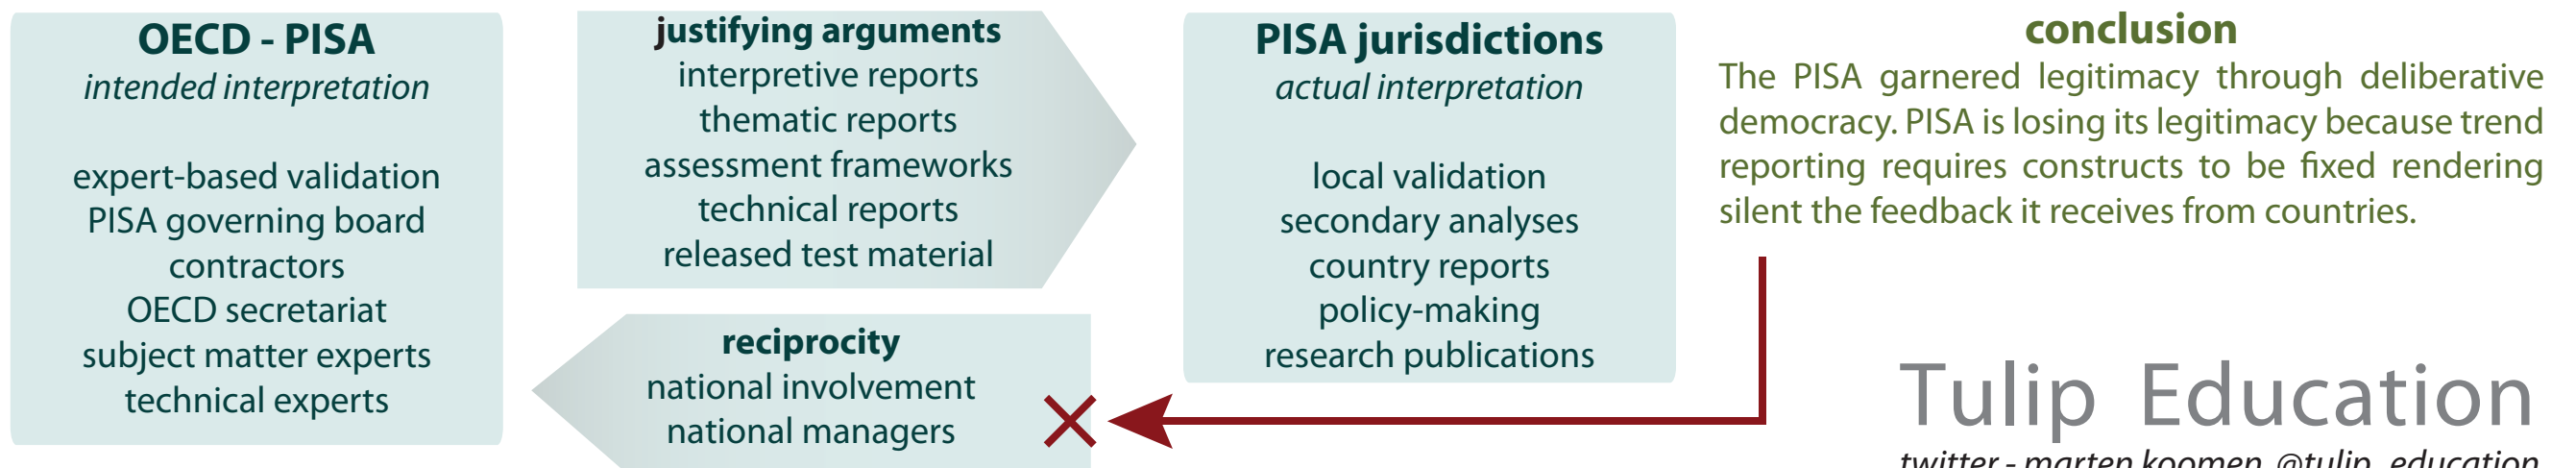 OECD - PISA
intended interpretation
expert-based validation
PISA governing board
contractors
OECD secretariat
subject matter experts
technical experts
justifying arguments
interpretive reports
thematic reports
assessment frameworks
technical reports
released test material
reciprocity
national involvement
national managers
PISA jurisdictions
actual interpretation
local validation
secondary analyses
country reports
policy-making
research publications
conclusion
The PISA garnered legitimacy through deliberative
democracy. PISA is losing its legitimacy because trend
reporting requires constructs to be fixed rendering
silent the feedback it receives from countries.
Tulip Education
twitter - marten koomen @tulip_education